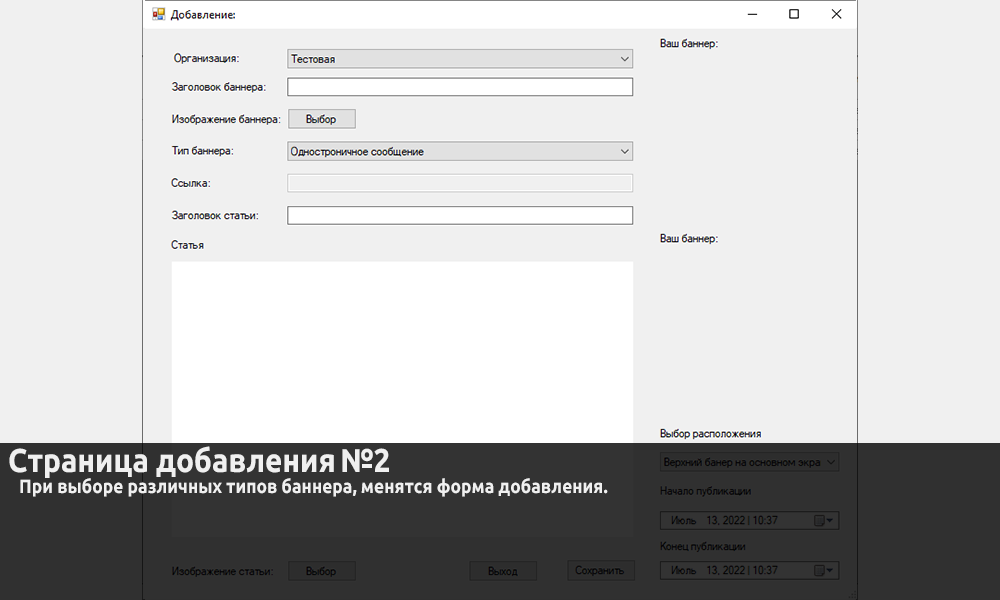 Добавление:
Ваш баннер:
Организация:
Тестовая
Заголовок баннера:
Изображение баннера:
Выбор
Тип баннера:
Одностроничное сообщение
Ссылка:
Заголовок статьи:
Ваш баннер:
Статья
Выбор расположения
Страница добавления №2
Верхний банер на основном экра
При выборе различных типов баннера, менятся форма добавления.
Начало публикации
Июль 13, 2022 | 10:37
Конец публикации
Изображение статьи:
Выбор
Выход
Сохранить
Июль 13, 2022 | 10:37